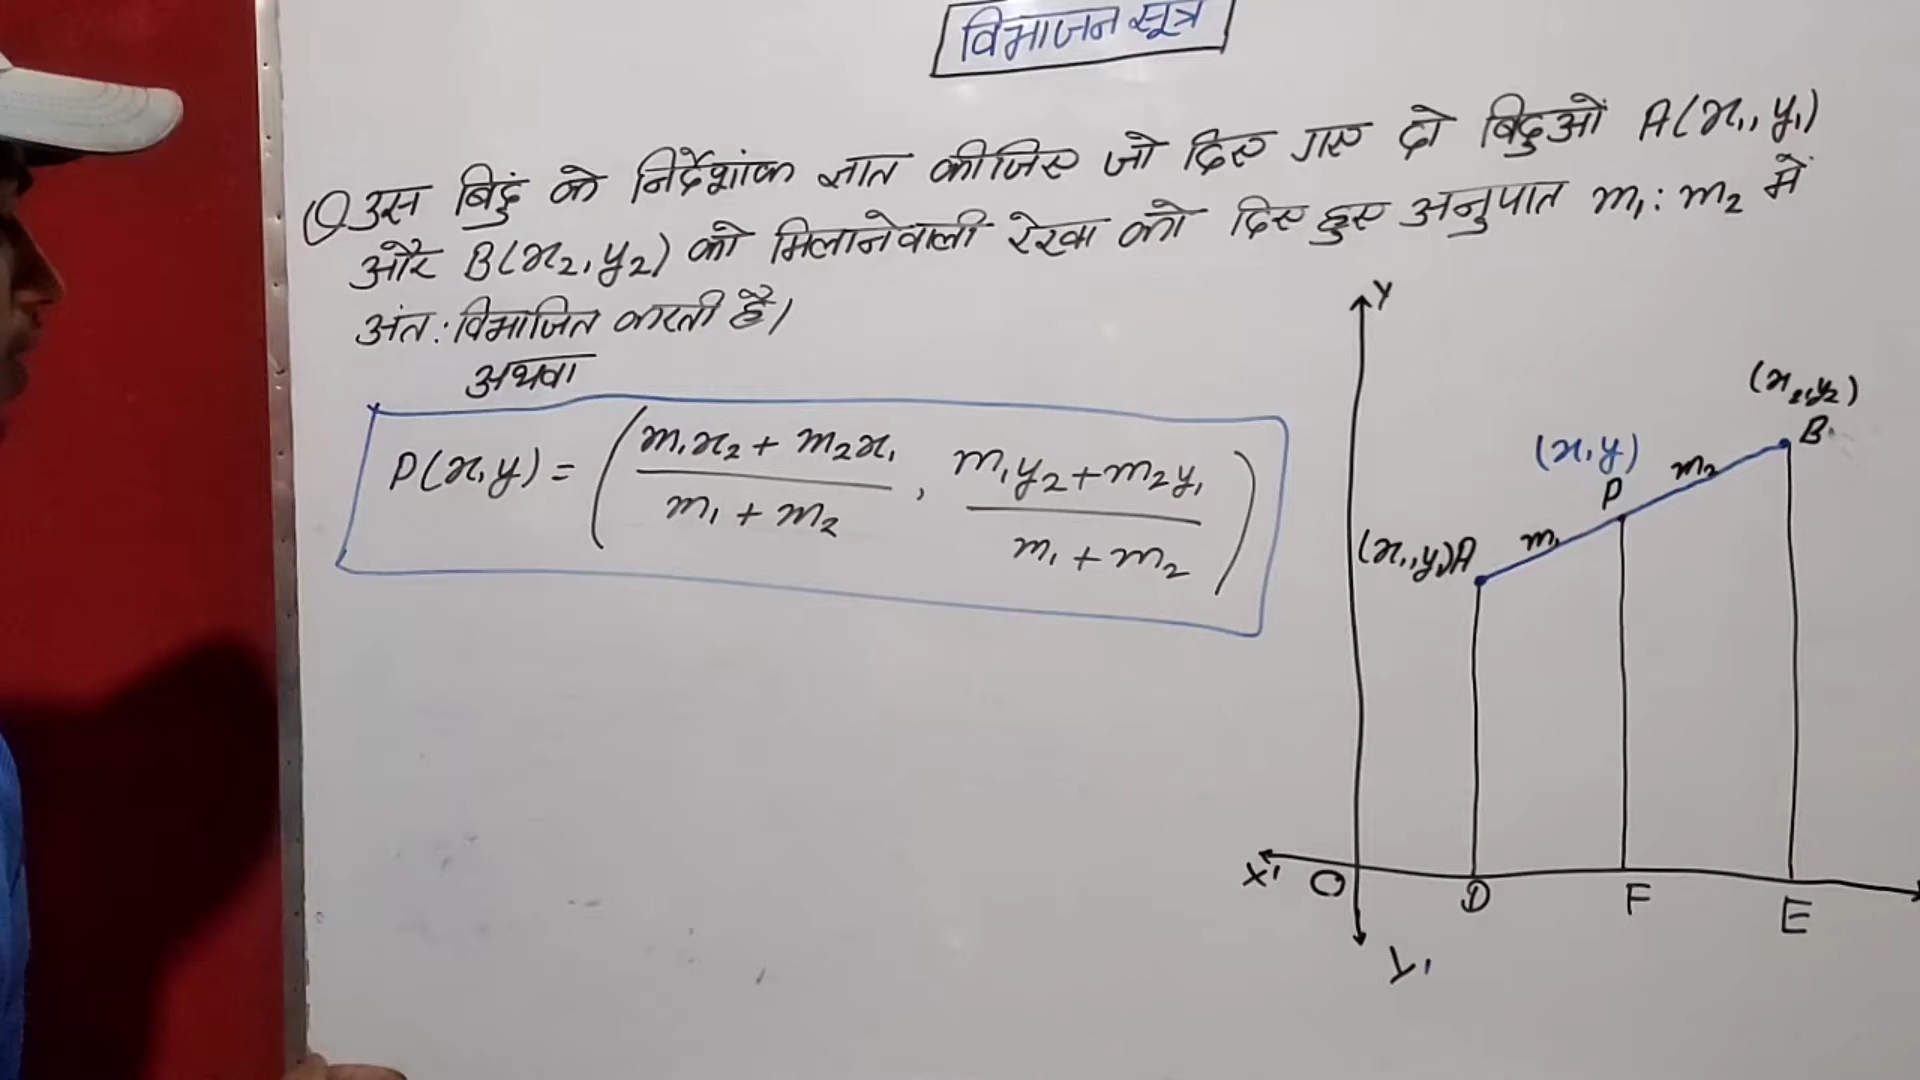 विभाजन सूत्र
Q उस बिंदुं के निर्देशांक ज्ञात कीजिए जो दिए गए दो बिंदुओं A(x₁, y₁)
और B(x₂, y₂) को मिलानेवाली रेखा को दिए हुए अनुपात m₁ : m₂ में
अंत: विभाजित करती है।
अथवा
P(x, y) = ( (m₁x₂ + m₂x₁)/(m₁ + m₂) , (m₁y₂ + m₂y₁)/(m₁ + m₂) )
Y
(x₂, y₂)
B
(x, y)
P
m₂
(x₁, y₁) A
m₁
X' O D F E
Y'